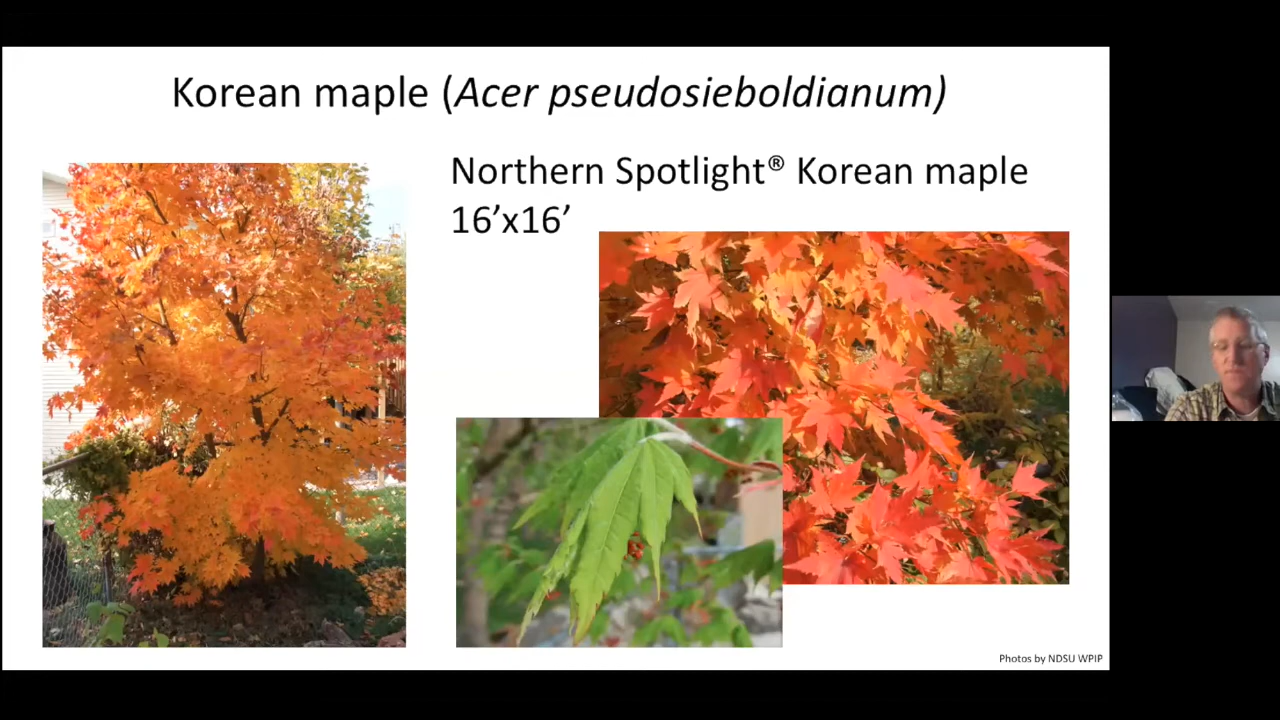 Korean maple (Acer pseudosieboldianum)
Northern Spotlight® Korean maple
16’x16’
Photos by NDSU WPIP